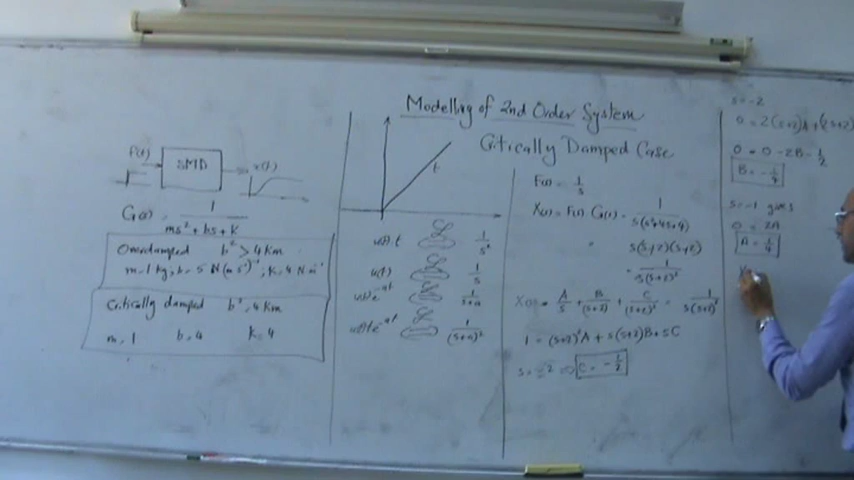 Modelling of 2nd Order System
Critically Damped Case
f(t)
SMD
x(t)
G(s) = 1/(ms² + bs + k)
Overdamped b² > 4km
m=1 kg, b= 5 N(m s⁻¹)⁻¹, k=4 N m⁻¹
Critically damped b² = 4km
m=1 b=4 k=4
t
u(t).t ℒ 1/s²
u(t) ℒ 1/s
u(t)e⁻ᵃᵗ ℒ 1/(s+a)
u(t)te⁻ᵃᵗ ℒ 1/(s+a)²
F(s) = 1/s
X(s) = F(s) G(s) = 1/s(s²+4s+4)
s(s+2)(s+2)
= 1/s(s+2)²
X(s) = A/s + B/(s+2) + C/(s+2)² = 1/s(s+2)²
1 = (s+2)²A + s(s+2)B + sC
s = -2 => C = -1/2
s=-2
0 = 2(s+2)A + (2s+2)
0 = 0 - 2B - 1/2
B = -1/4
s=-1 gives
0 = 2A
A = 1/4